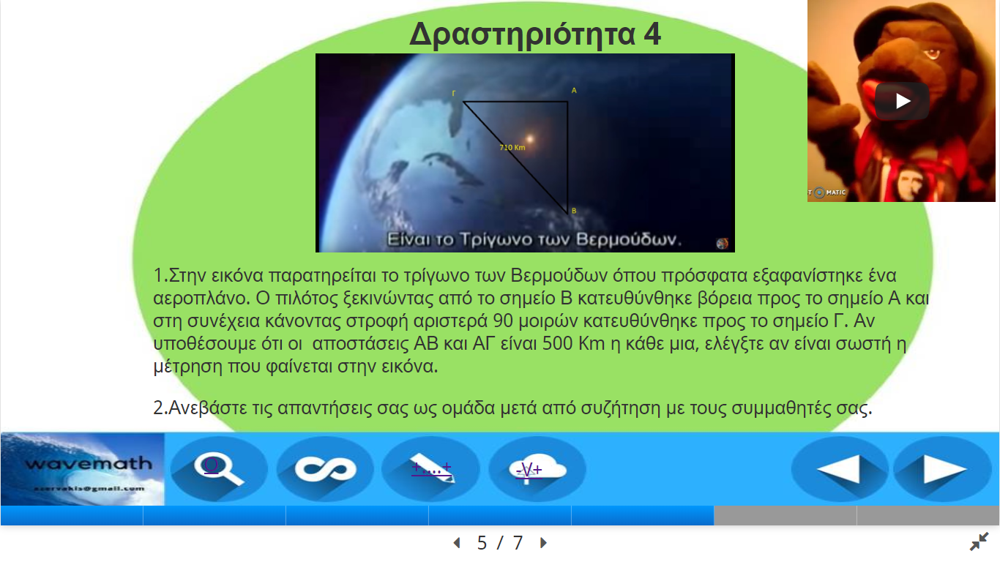 Δραστηριότητα 4
Γ
Α
710 Km
Β
Είναι το Τρίγωνο των Βερμούδων.
MATIC
1.Στην εικόνα παρατηρείται το τρίγωνο των Βερμούδων όπου πρόσφατα εξαφανίστηκε ένα
αεροπλάνο. Ο πιλότος ξεκινώντας από το σημείο Β κατευθύνθηκε βόρεια προς το σημείο Α και
στη συνέχεια κάνοντας στροφή αριστερά 90 μοιρών κατευθύνθηκε προς το σημείο Γ. Αν
υποθέσουμε ότι οι αποστάσεις ΑΒ και ΑΓ είναι 500 Km η κάθε μια, ελέγξτε αν είναι σωστή η
μέτρηση που φαίνεται στην εικόνα.
2.Ανεβάστε τις απαντήσεις σας ως ομάδα μετά από συζήτηση με τους συμμαθητές σας.
wavemath
O
+....+
-\/+
5 / 7